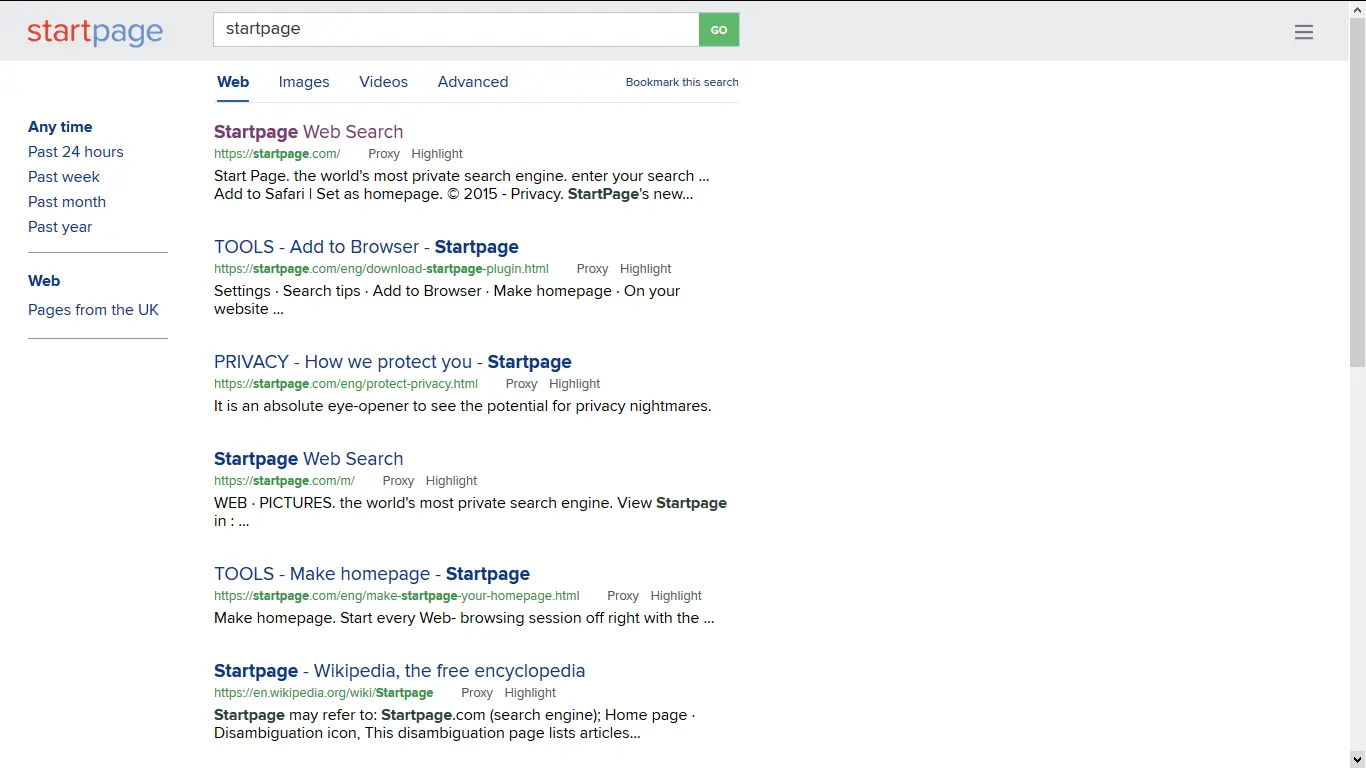 startpage
startpage
GO
Web Images Videos Advanced Bookmark this search
Any time
Past 24 hours
Past week
Past month
Past year
Web
Pages from the UK
Startpage Web Search
https://startpage.com/ Proxy Highlight
Start Page. the world's most private search engine. enter your search ...
Add to Safari | Set as homepage. © 2015 - Privacy. StartPage's new...
TOOLS - Add to Browser - Startpage
https://startpage.com/eng/download-startpage-plugin.html Proxy Highlight
Settings · Search tips · Add to Browser · Make homepage · On your
website ...
PRIVACY - How we protect you - Startpage
https://startpage.com/eng/protect-privacy.html Proxy Highlight
It is an absolute eye-opener to see the potential for privacy nightmares.
Startpage Web Search
https://startpage.com/m/ Proxy Highlight
WEB · PICTURES. the world's most private search engine. View Startpage
in : ...
TOOLS - Make homepage - Startpage
https://startpage.com/eng/make-startpage-your-homepage.html Proxy Highlight
Make homepage. Start every Web- browsing session off right with the ...
Startpage - Wikipedia, the free encyclopedia
https://en.wikipedia.org/wiki/Startpage Proxy Highlight
Startpage may refer to: Startpage.com (search engine); Home page ·
Disambiguation icon, This disambiguation page lists articles...